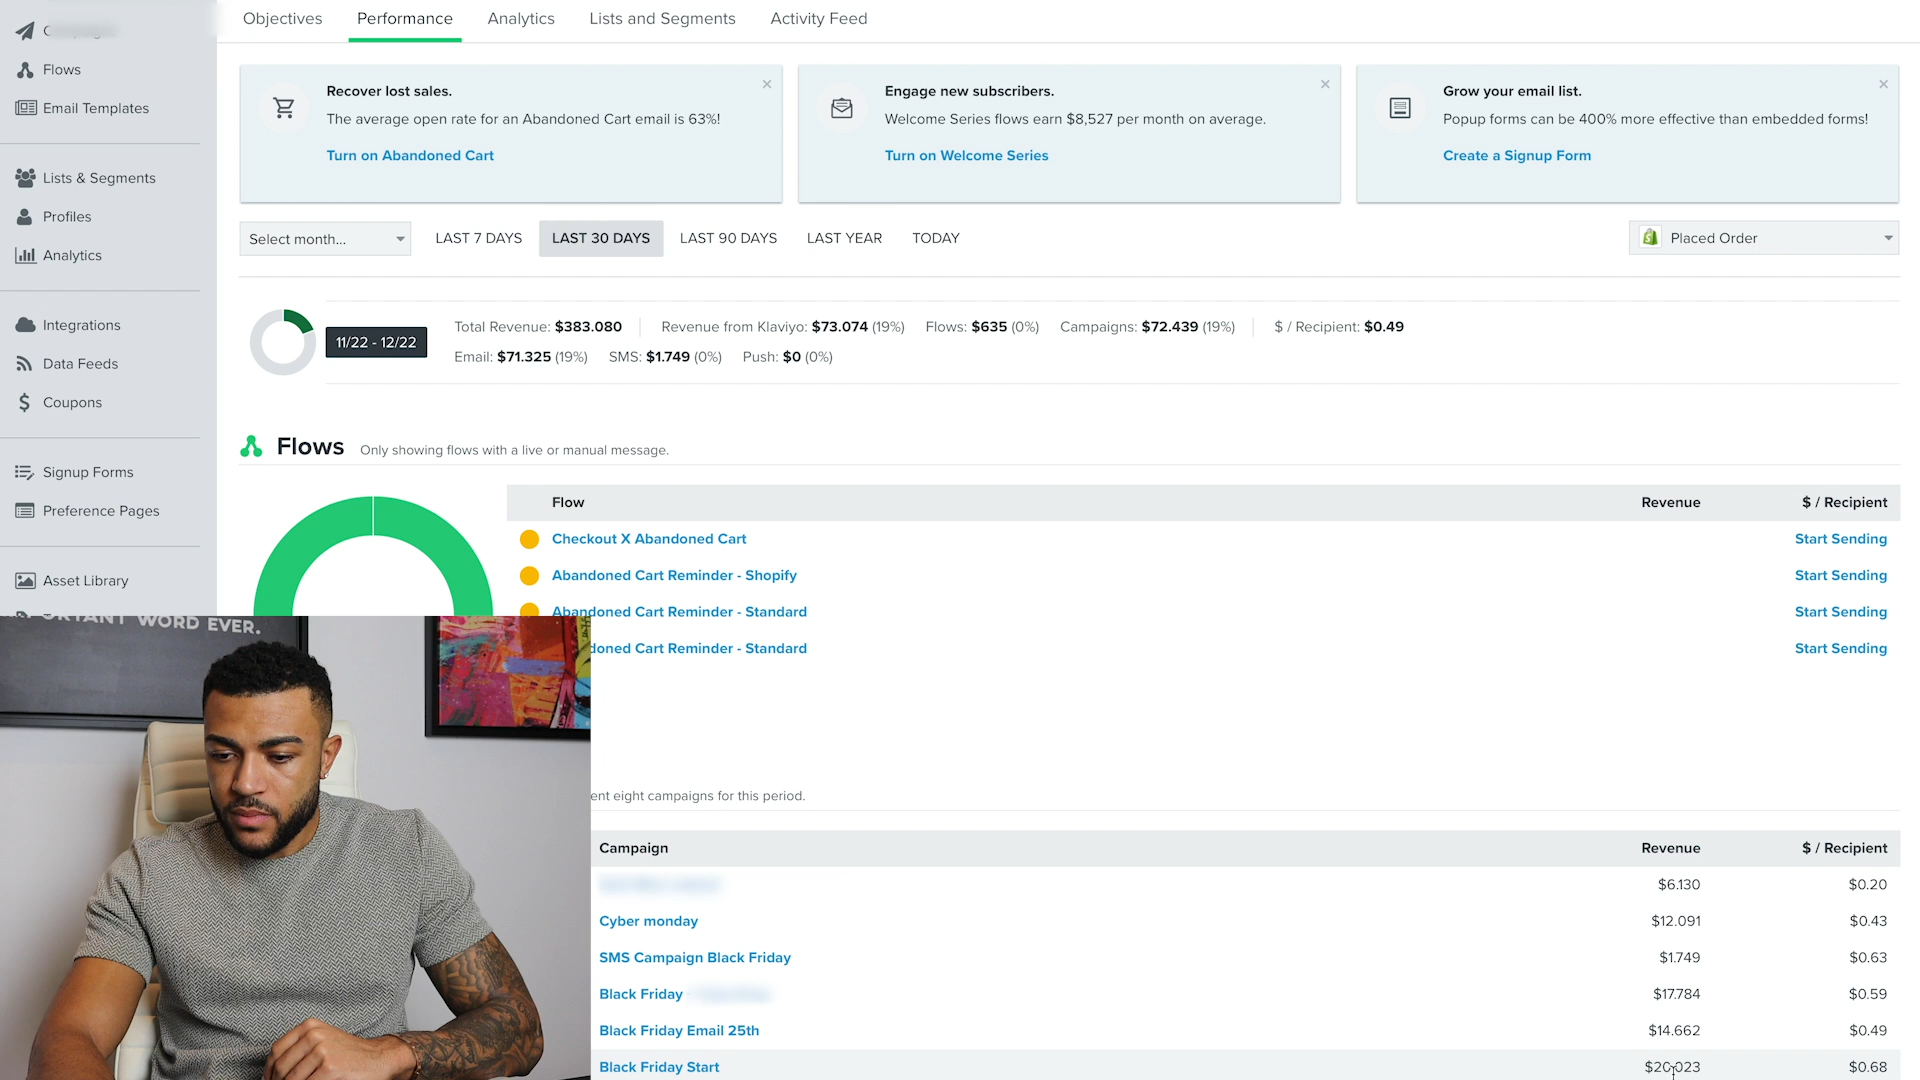 Objectives Performance Analytics Lists and Segments Activity Feed
Flows
Email Templates
Lists & Segments
Profiles
Analytics
Integrations
Data Feeds
Coupons
Signup Forms
Preference Pages
Asset Library
Recover lost sales.
The average open rate for an Abandoned Cart email is 63%!
Turn on Abandoned Cart
Engage new subscribers.
Welcome Series flows earn $8,527 per month on average.
Turn on Welcome Series
Grow your email list.
Popup forms can be 400% more effective than embedded forms!
Create a Signup Form
Select month... LAST 7 DAYS LAST 30 DAYS LAST 90 DAYS LAST YEAR TODAY Placed Order
11/22 - 12/22
Total Revenue: $383.080 Revenue from Klaviyo: $73.074 (19%) Flows: $635 (0%) Campaigns: $72.439 (19%) $ / Recipient: $0.49
Email: $71.325 (19%) SMS: $1.749 (0%) Push: $0 (0%)
Flows Only showing flows with a live or manual message.
Flow Revenue $ / Recipient
Checkout X Abandoned Cart Start Sending
Abandoned Cart Reminder - Shopify Start Sending
Abandoned Cart Reminder - Standard Start Sending
doned Cart Reminder - Standard Start Sending
WORD EVER.
ent eight campaigns for this period.
Campaign Revenue $ / Recipient
$6.130 $0.20
Cyber monday $12.091 $0.43
SMS Campaign Black Friday $1.749 $0.63
Black Friday - $17.784 $0.59
Black Friday Email 25th $14.662 $0.49
Black Friday Start $20.023 $0.68